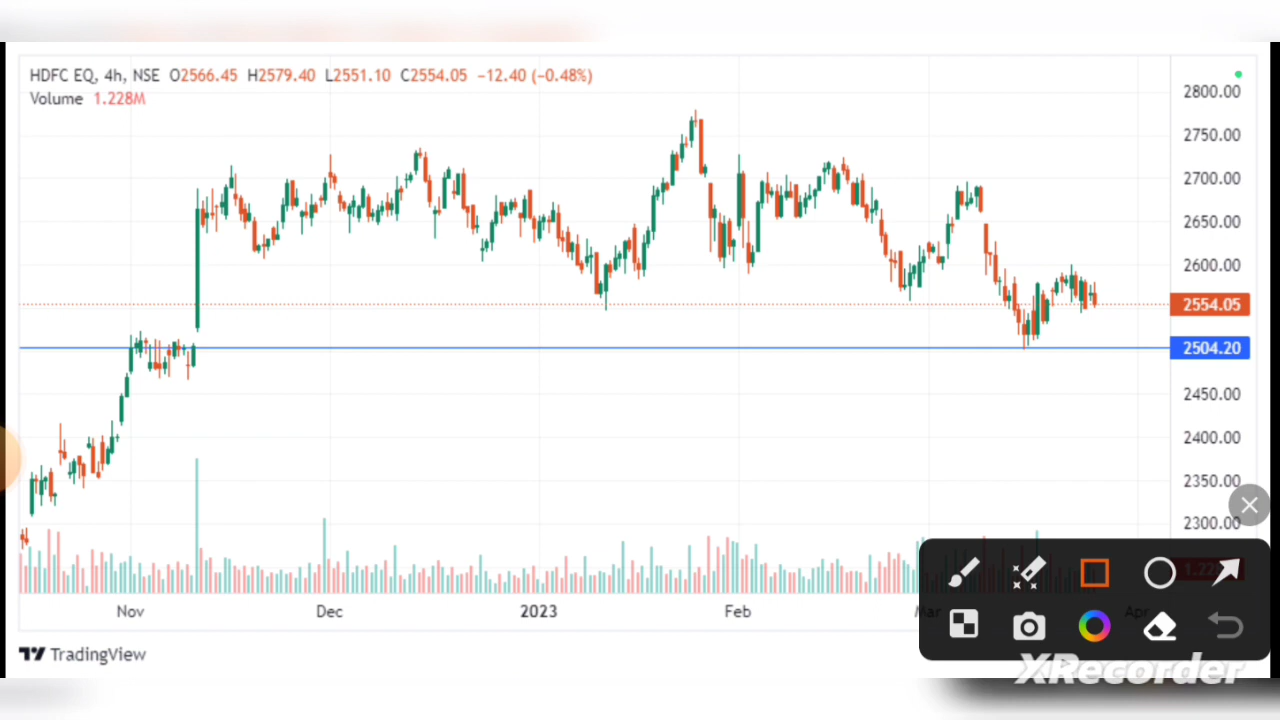 HDFC EQ, 4h, NSE O2566.45 H2579.40 L2551.10 C2554.05 −12.40 (−0.48%)
Volume 1.228M
2800.00
2750.00
2700.00
2650.00
2600.00
2554.05
2504.20
2450.00
2400.00
2350.00
2300.00
Nov Dec 2023 Feb Mar Apr
TradingView
XRecorder